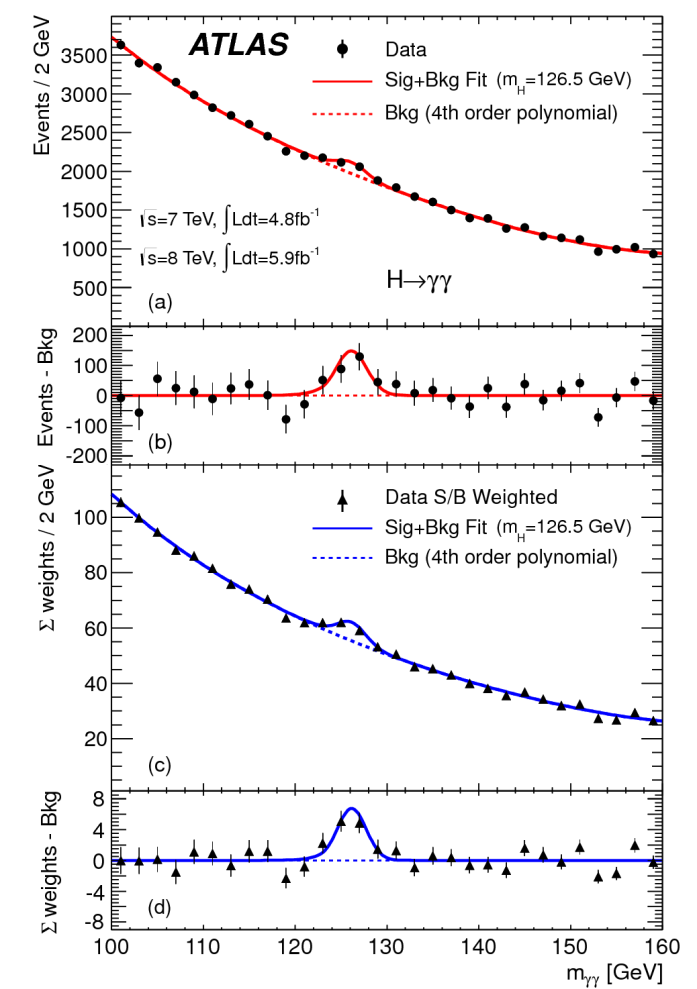 Events / 2 GeV
ATLAS
Data
Sig+Bkg Fit (mH=126.5 GeV)
Bkg (4th order polynomial)
3500
3000
2500
2000
1500
1000
500
√s=7 TeV, ∫Ldt=4.8fb⁻¹
√s=8 TeV, ∫Ldt=5.9fb⁻¹
H→γγ
(a)
Events - Bkg
200
100
0
-100
-200
(b)
Σ weights / 2 GeV
Data S/B Weighted
Sig+Bkg Fit (mH=126.5 GeV)
Bkg (4th order polynomial)
100
80
60
40
20
(c)
Σ weights - Bkg
8
4
0
-4
-8
(d)
100 110 120 130 140 150 160
mγγ [GeV]